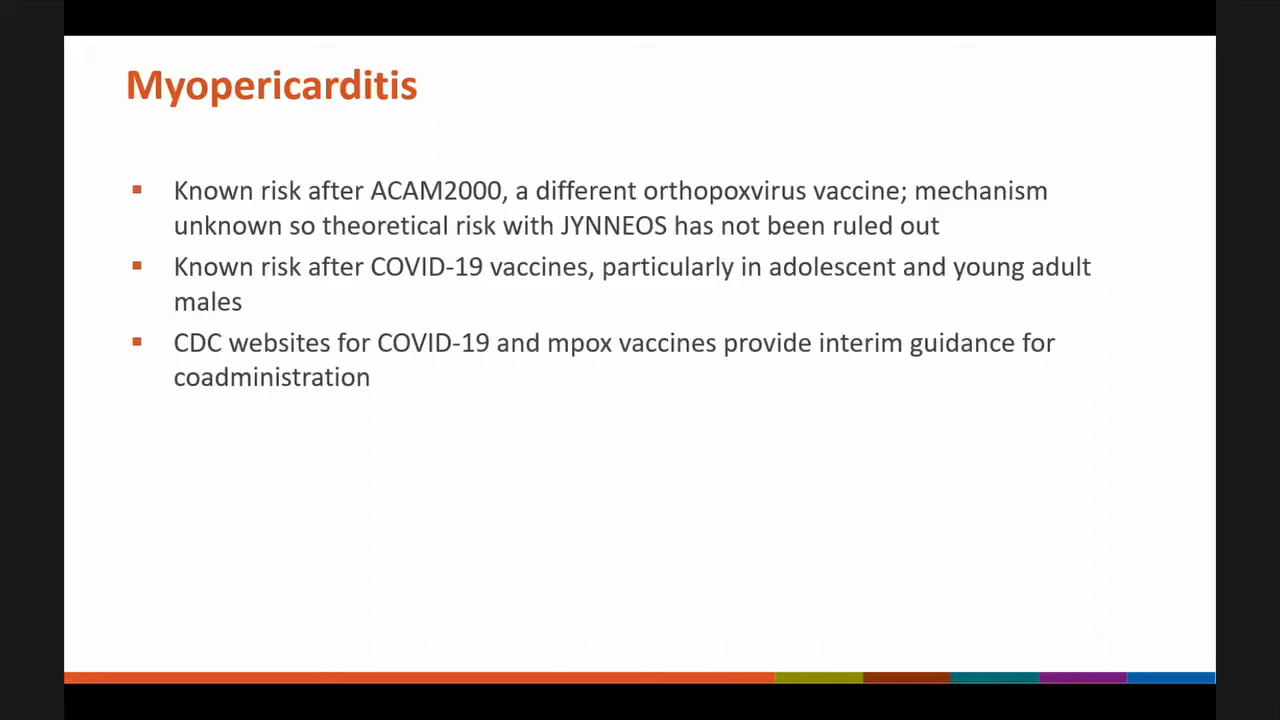 Myopericarditis
▪ Known risk after ACAM2000, a different orthopoxvirus vaccine; mechanism
unknown so theoretical risk with JYNNEOS has not been ruled out
▪ Known risk after COVID-19 vaccines, particularly in adolescent and young adult
males
▪ CDC websites for COVID-19 and mpox vaccines provide interim guidance for
coadministration